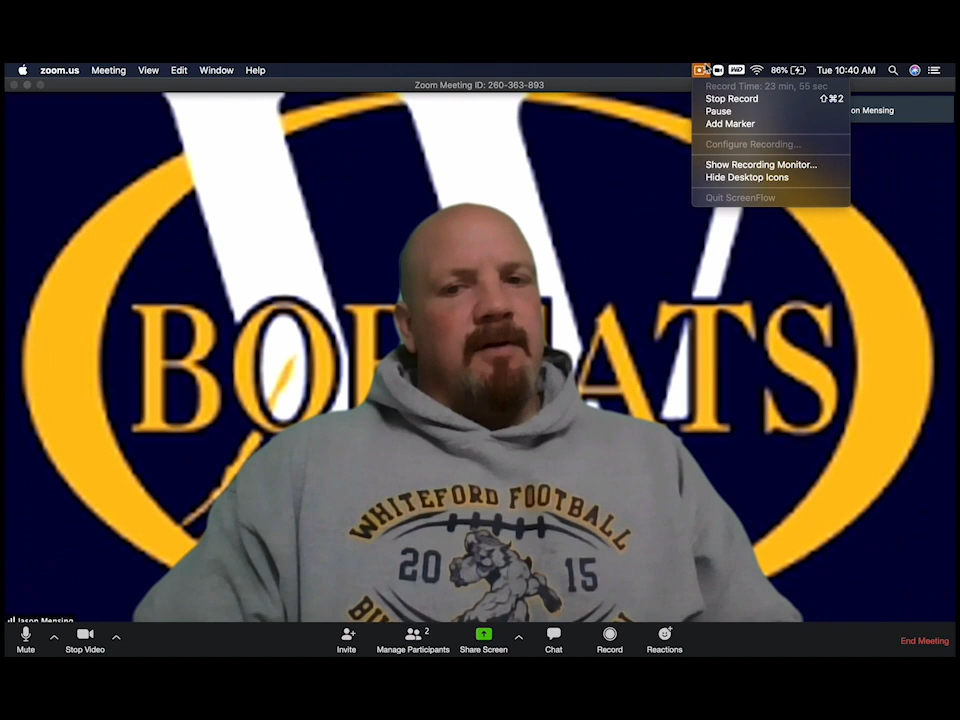 zoom.us Meeting View Edit Window Help
86% Tue 10:40 AM
Zoom Meeting ID: 260-363-893
Record Time: 23 min, 55 sec
Stop Record ⇧⌘2
Pause
Add Marker
Configure Recording...
Show Recording Monitor...
Hide Desktop Icons
Quit ScreenFlow
on Mensing
W
BOBCATS
WHITEFORD FOOTBALL
20 15
Jason Mensing
Mute
Stop Video
Invite
2
Manage Participants
Share Screen
Chat
Record
Reactions
End Meeting